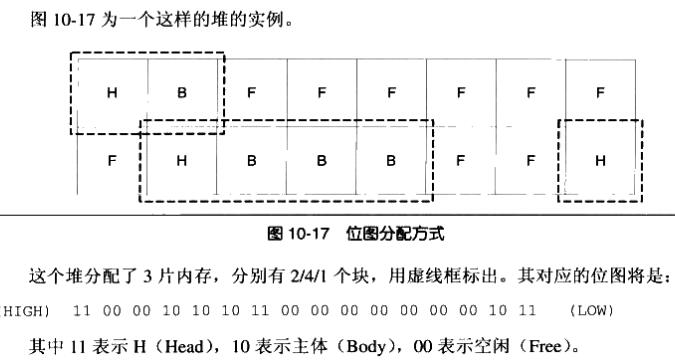 图 10-17 为一个这样的堆的实例。
H B F F F F F F
F H B B B F F H
图 10-17 位图分配方式
这个堆分配了 3 片内存，分别有 2/4/1 个块，用虚线框标出。其对应的位图将是：
HIGH) 11 00 00 10 10 10 11 00 00 00 00 00 00 00 10 11 (LOW)
其中 11 表示 H（Head），10 表示主体（Body），00 表示空闲（Free）。